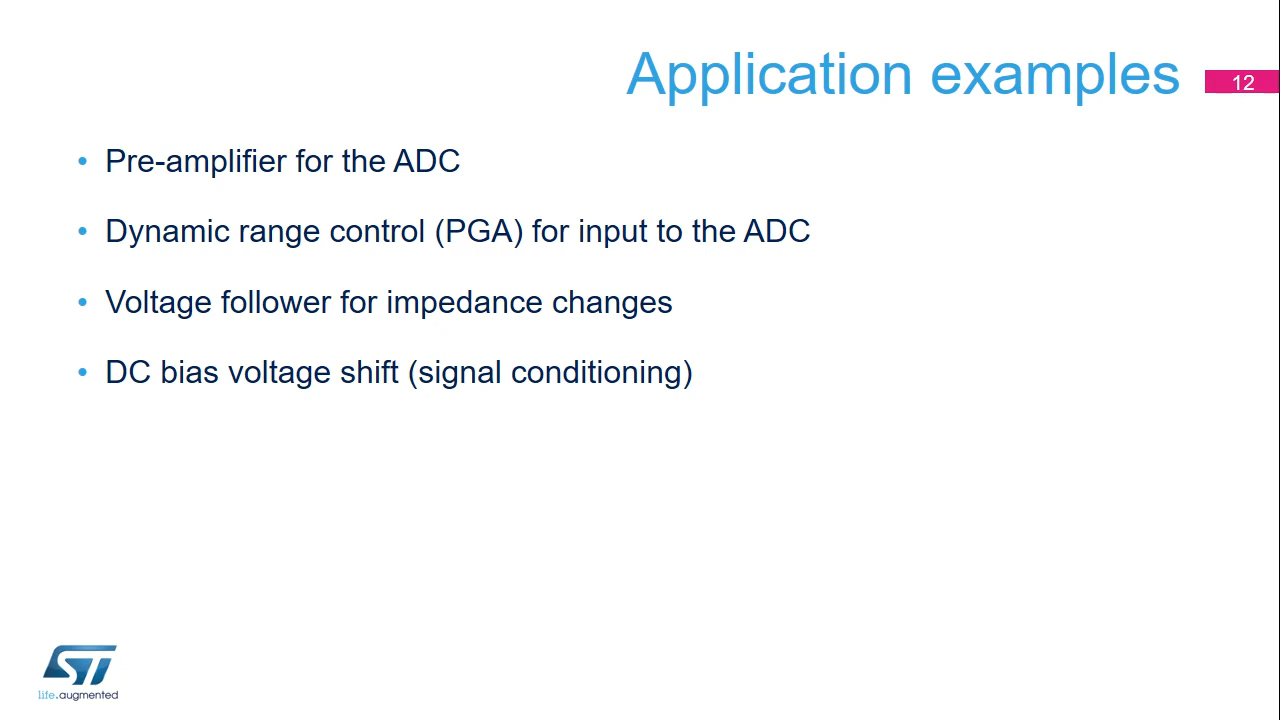 Application examples
12
• Pre-amplifier for the ADC
• Dynamic range control (PGA) for input to the ADC
• Voltage follower for impedance changes
• DC bias voltage shift (signal conditioning)
ST
life.augmented